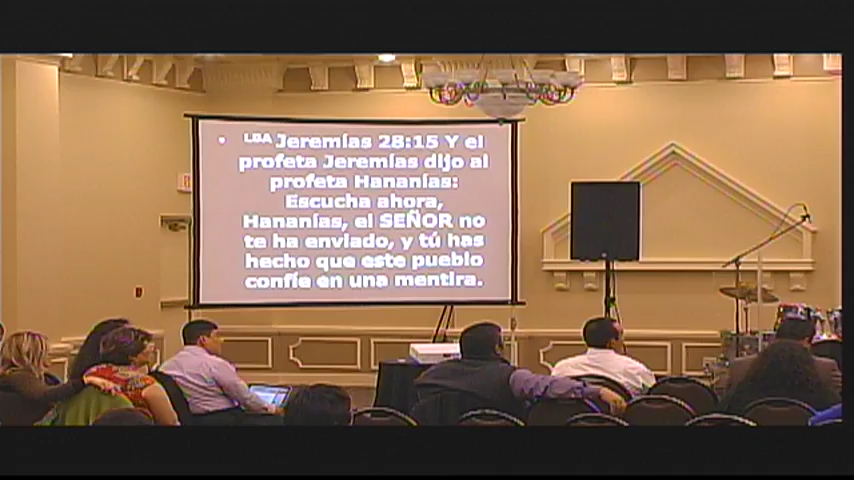 LBA Jeremías 28:15 Y el
profeta Jeremías dijo al
profeta Hananías:
Escucha ahora,
Hananías, el SEÑOR no
te ha enviado, y tú has
hecho que este pueblo
confíe en una mentira.